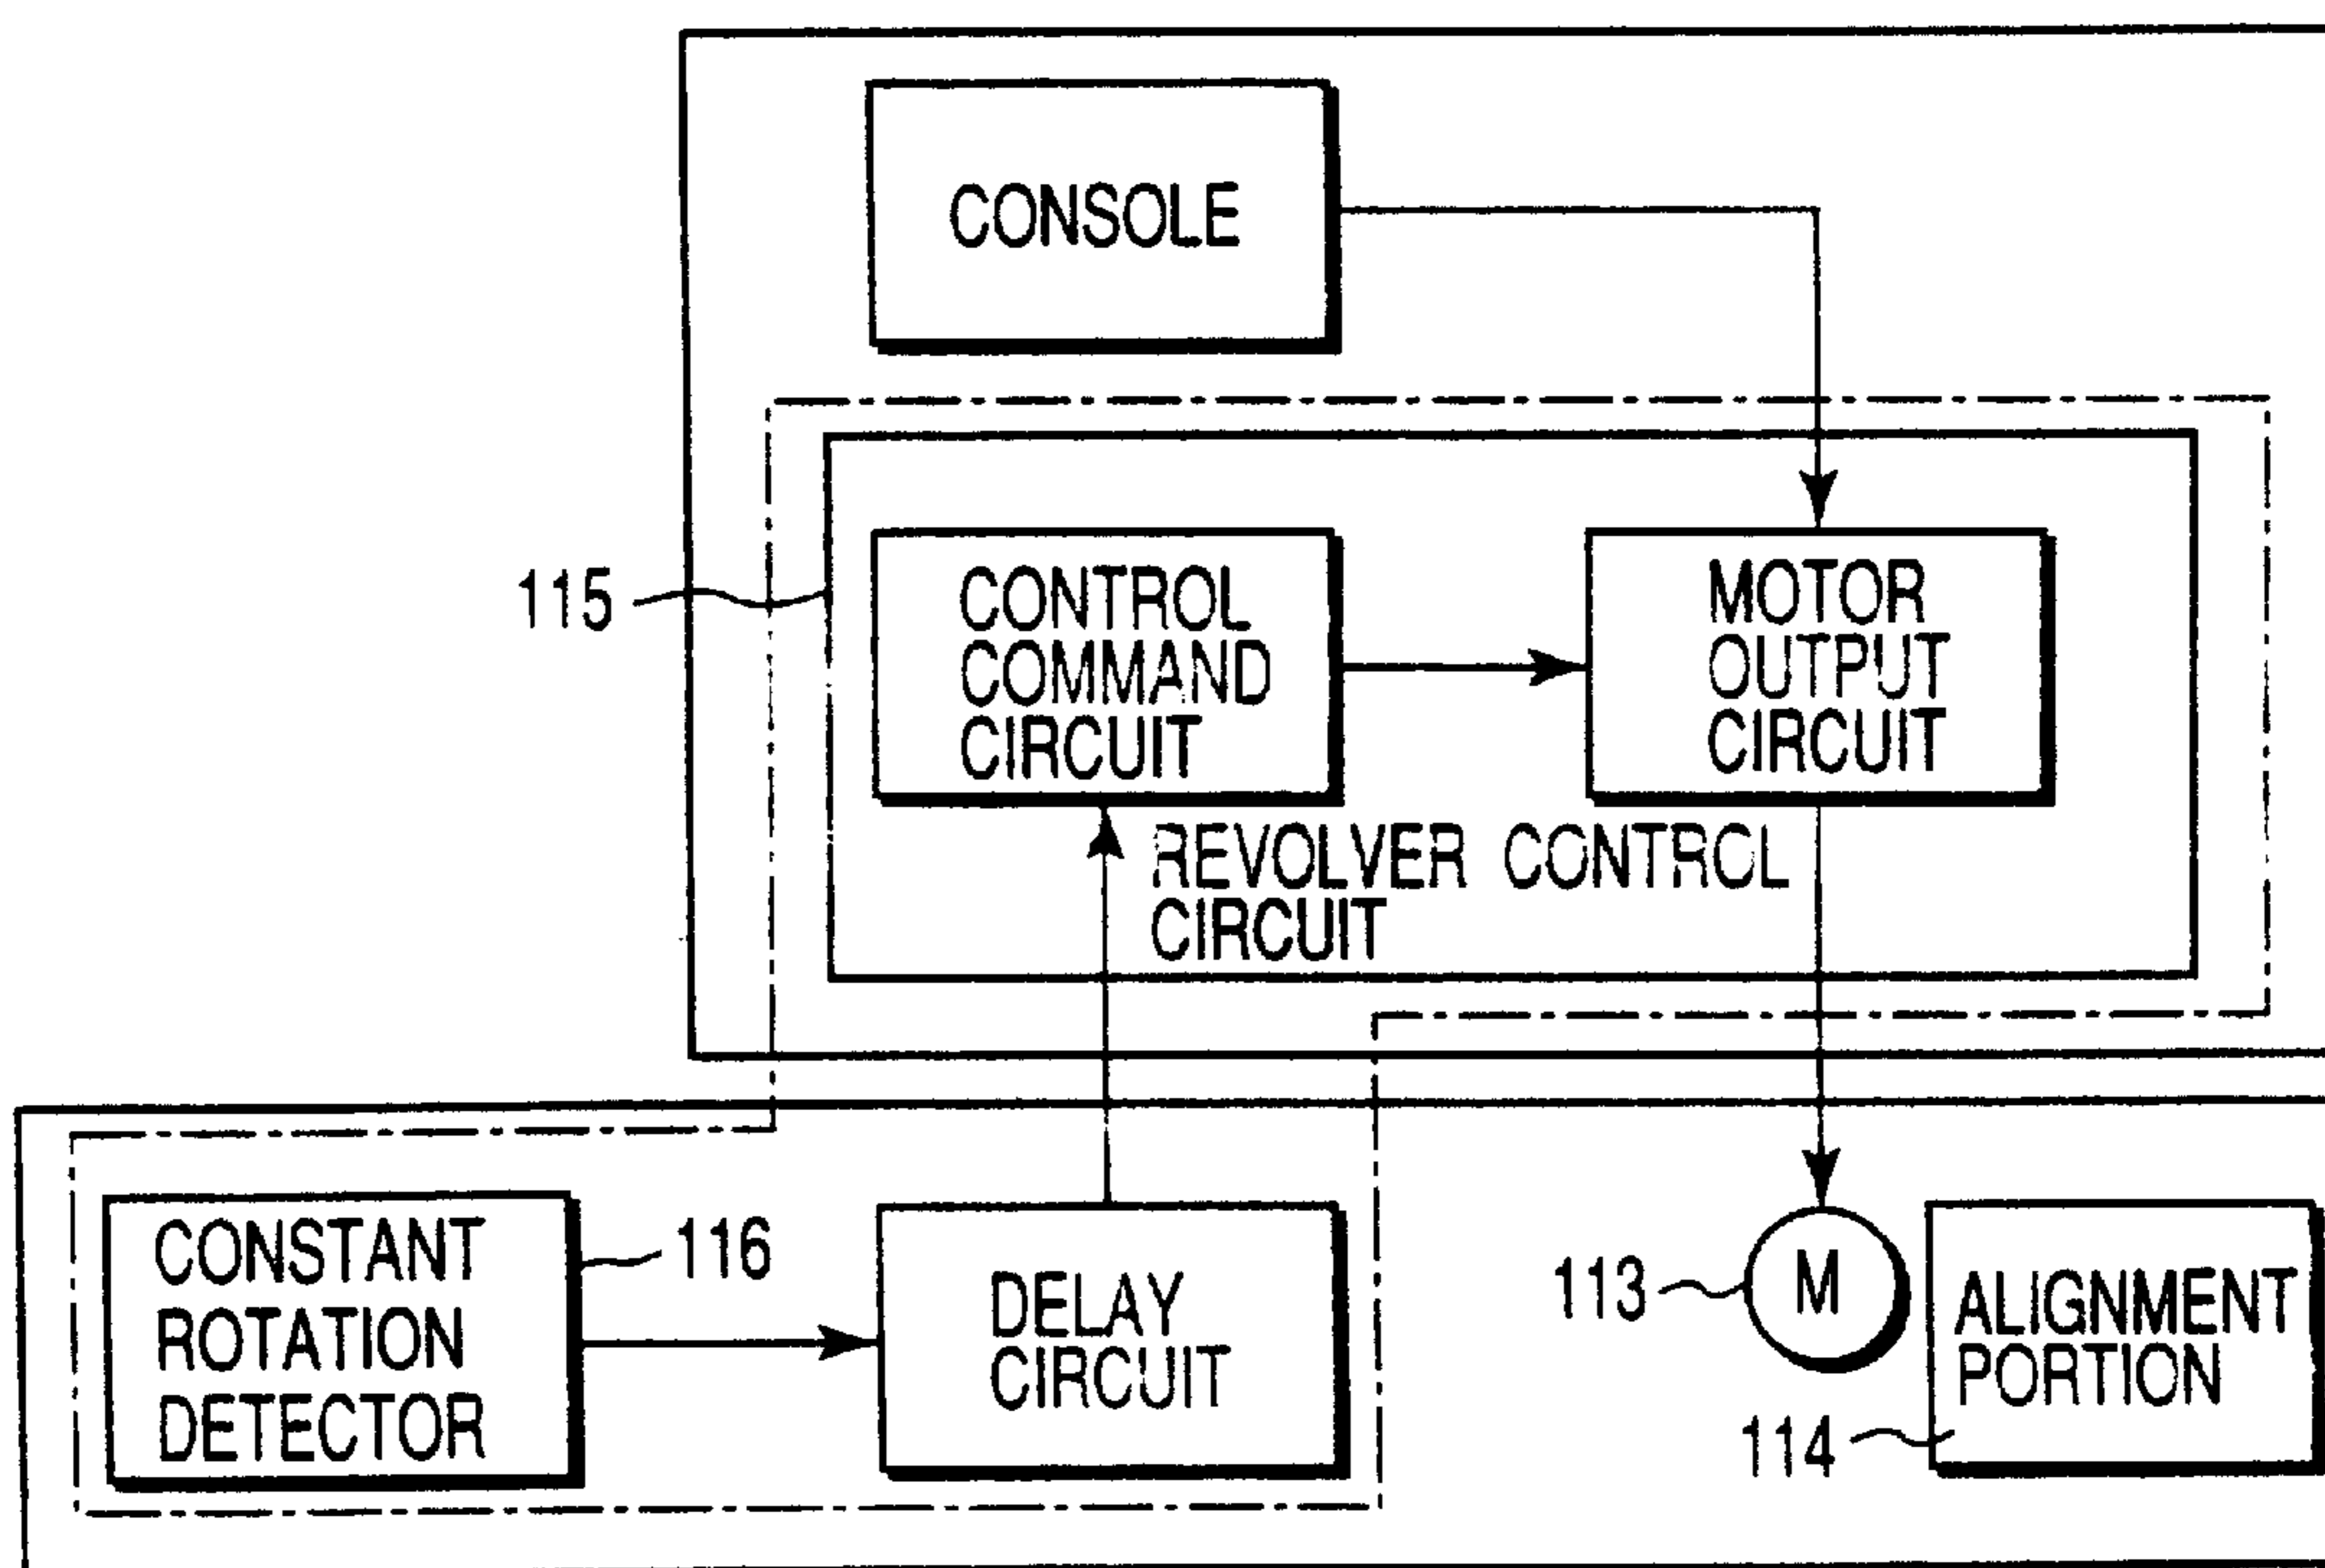 CONSOLE
115
CONTROL
COMMAND
CIRCUIT
MOTOR
OUTPUT
CIRCUIT
REVOLVER CONTROL
CIRCUIT
CONSTANT
ROTATION
DETECTOR
116
DELAY
CIRCUIT
113
M
ALIGNMENT
PORTION
114